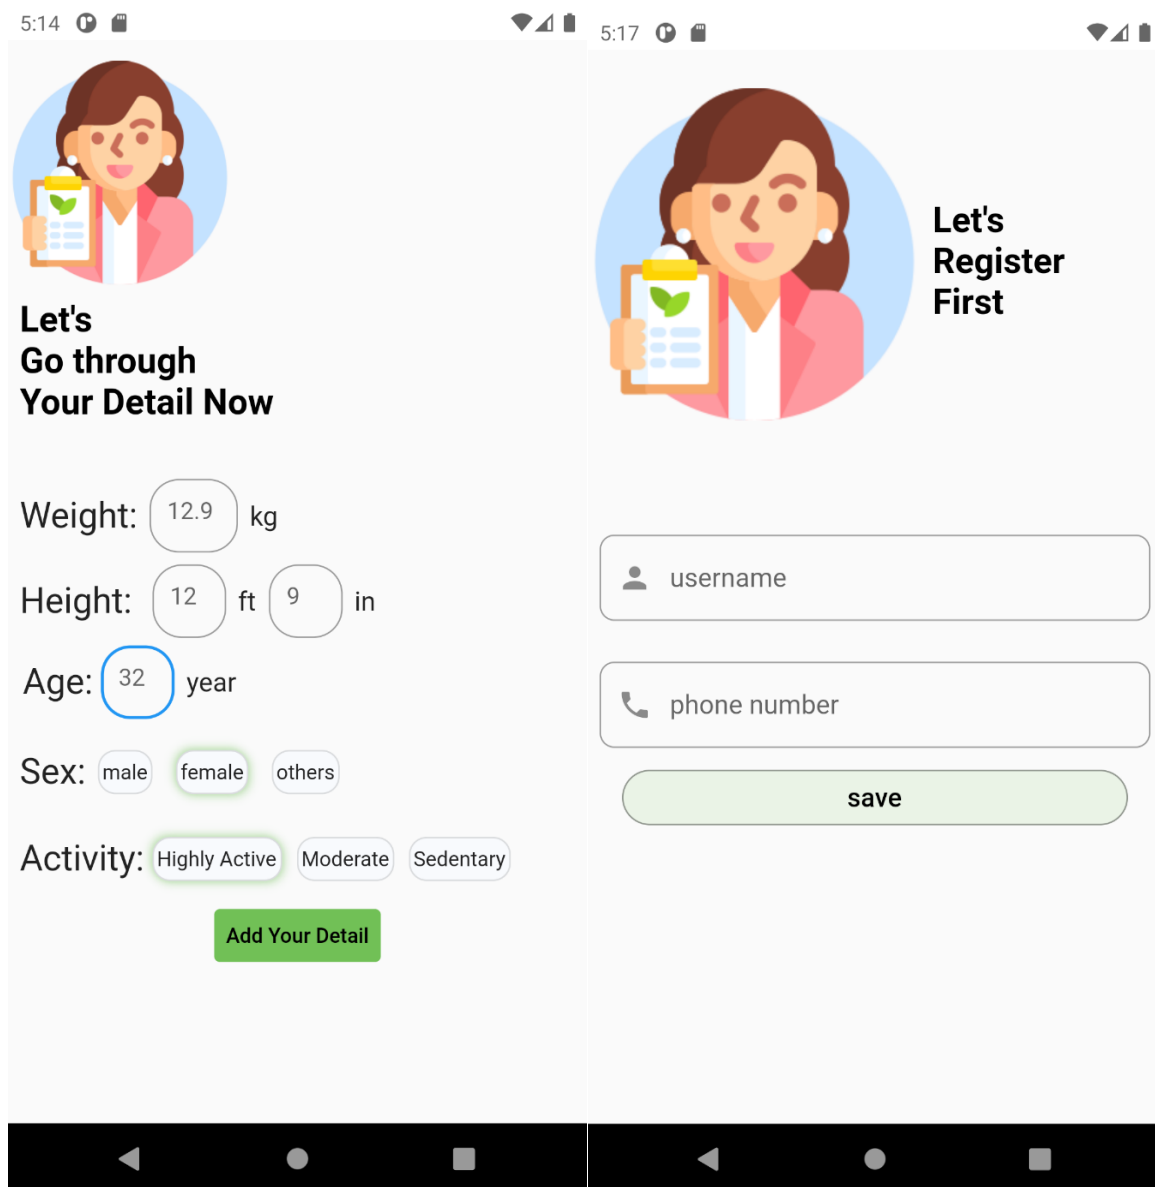 5:14
Let's
Go through
Your Detail Now
Weight: 12.9 kg
Height: 12 ft 9 in
Age: 32 year
Sex: male female others
Activity: Highly Active Moderate Sedentary
Add Your Detail
5:17
Let's
Register
First
username
phone number
save